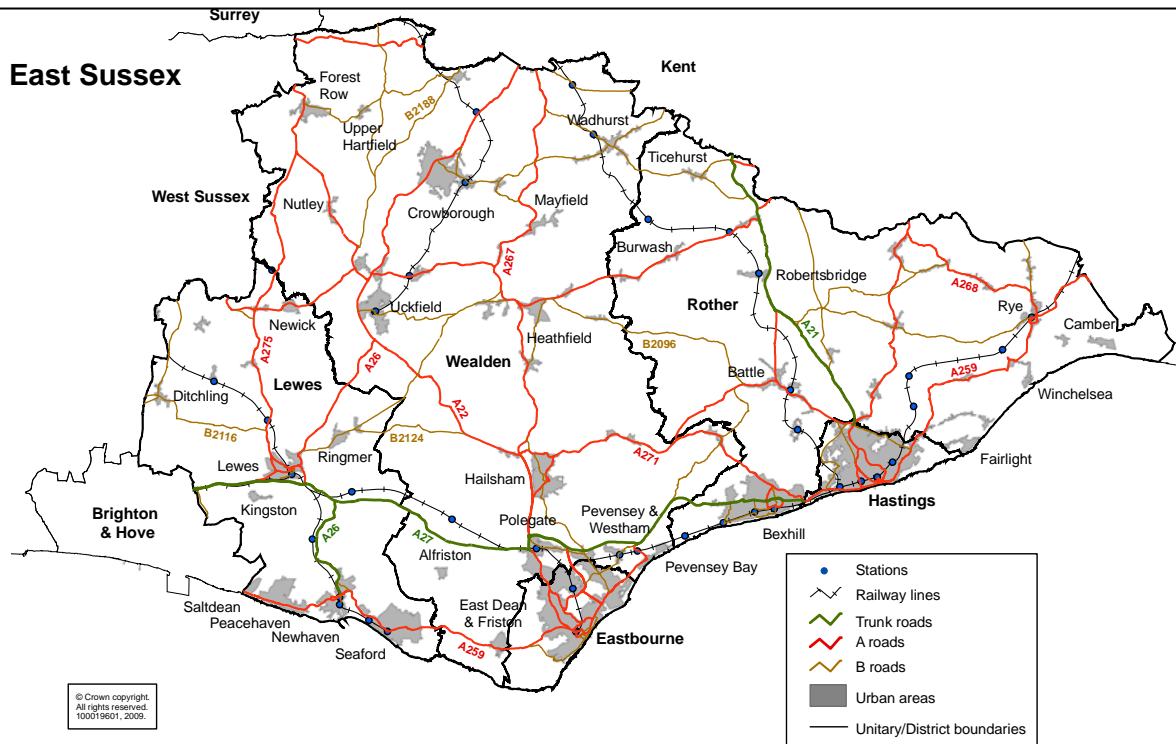 Surrey
East Sussex
Kent
Forest
Row
B2188
Wadhurst
Upper
Hartfield
Ticehurst
West Sussex
Nutley
Crowborough
Mayfield
Burwash
A267
Robertsbridge
A268
Rother
Rye
Newick
Uckfield
Camber
Heathfield
A21
A275
A26
Wealden
B2096
Battle
A259
Lewes
Ditchling
Winchelsea
A22
B2116
Ringmer
B2124
A271
Lewes
Fairlight
Hailsham
Kingston
Hastings
Brighton
& Hove
Polegate
Pevensey &
Westham
Bexhill
A26
A27
Alfriston
Pevensey Bay
Saltdean
Peacehaven
East Dean
& Friston
Newhaven
Eastbourne
Seaford
A259
Stations
Railway lines
Trunk roads
A roads
B roads
Urban areas
Unitary/District boundaries
© Crown copyright.
All rights reserved.
100019601, 2009.